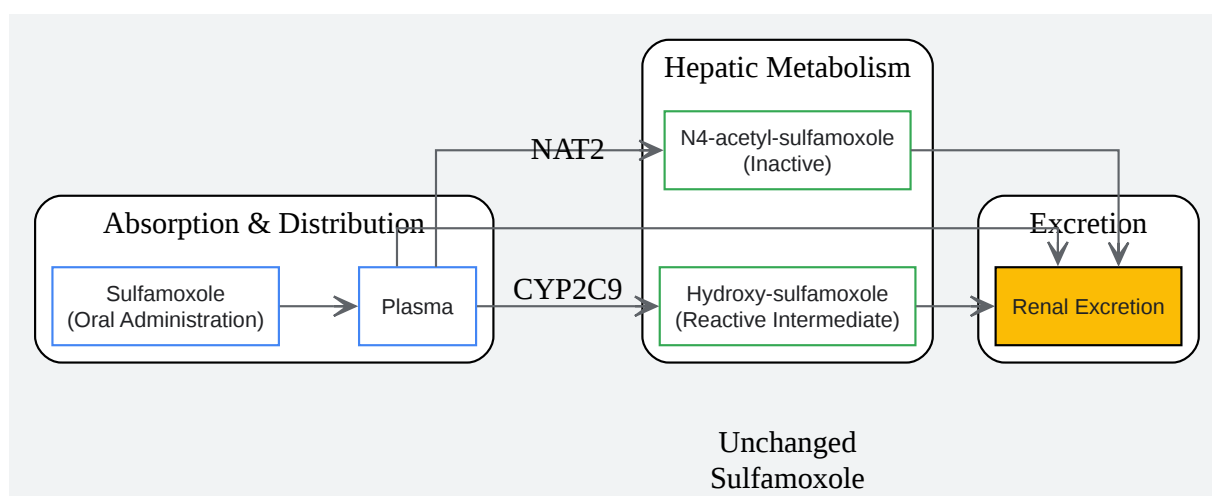 Hepatic Metabolism
NAT2
N4-acetyl-sulfamoxole
(Inactive)
Absorption & Distribution
Excretion
Sulfamoxole
(Oral Administration)
Plasma
CYP2C9
Hydroxy-sulfamoxole
(Reactive Intermediate)
Renal Excretion
Unchanged
Sulfamoxole